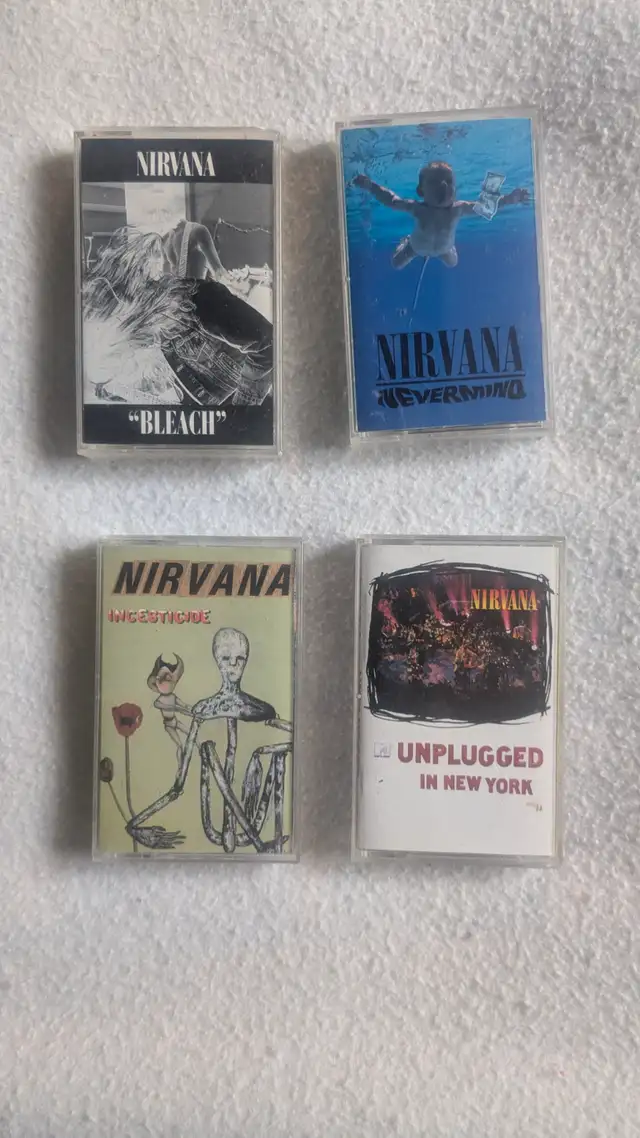 NIRVANA
“BLEACH”
NIRVANA
NEVERMIND
NIRVANA
INCESTICIDE
NIRVANA
UNPLUGGED
IN NEW YORK